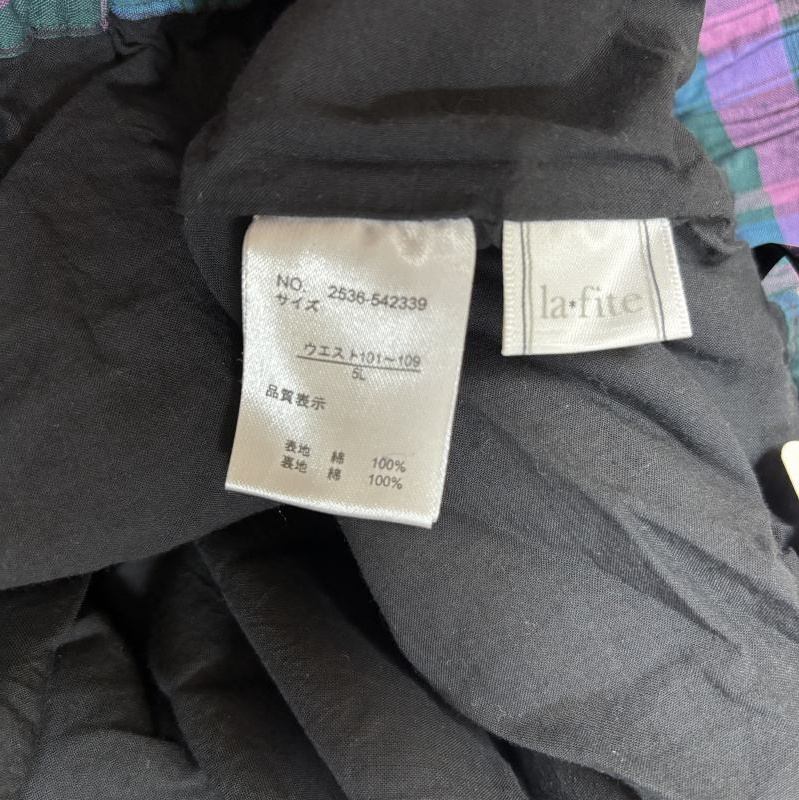 NO. 2536-542339
サイズ
ウエスト101～109
5L
品質表示
表地 綿 100%
裏地 綿 100%
la*fite